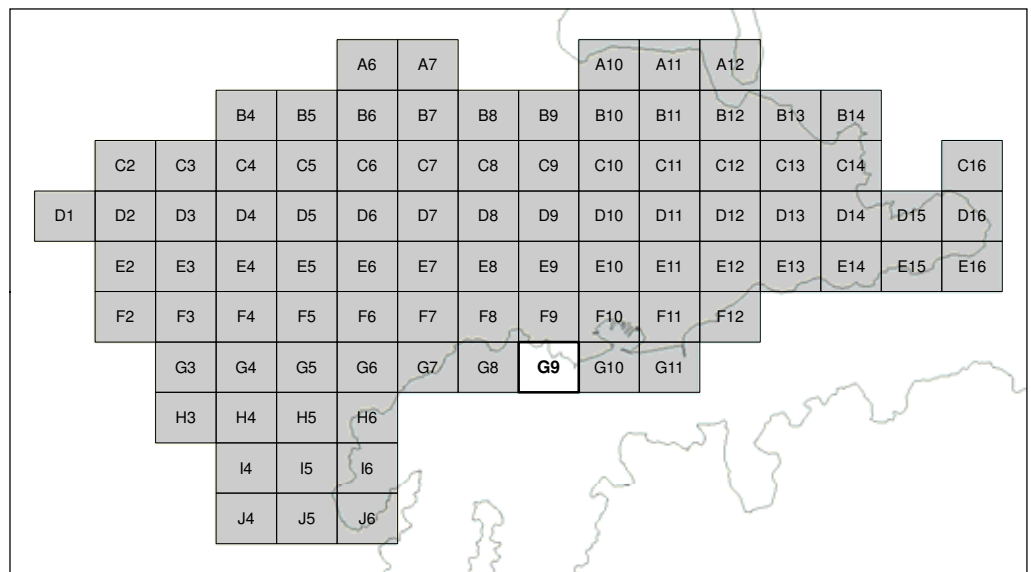 A6 A7 A10 A11 A12
B4 B5 B6 B7 B8 B9 B10 B11 B12 B13 B14
C2 C3 C4 C5 C6 C7 C8 C9 C10 C11 C12 C13 C14 C16
D1 D2 D3 D4 D5 D6 D7 D8 D9 D10 D11 D12 D13 D14 D15 D16
E2 E3 E4 E5 E6 E7 E8 E9 E10 E11 E12 E13 E14 E15 E16
F2 F3 F4 F5 F6 F7 F8 F9 F10 F11 F12
G3 G4 G5 G6 G7 G8 G9 G10 G11
H3 H4 H5 H6
I4 I5 I6
J4 J5 J6